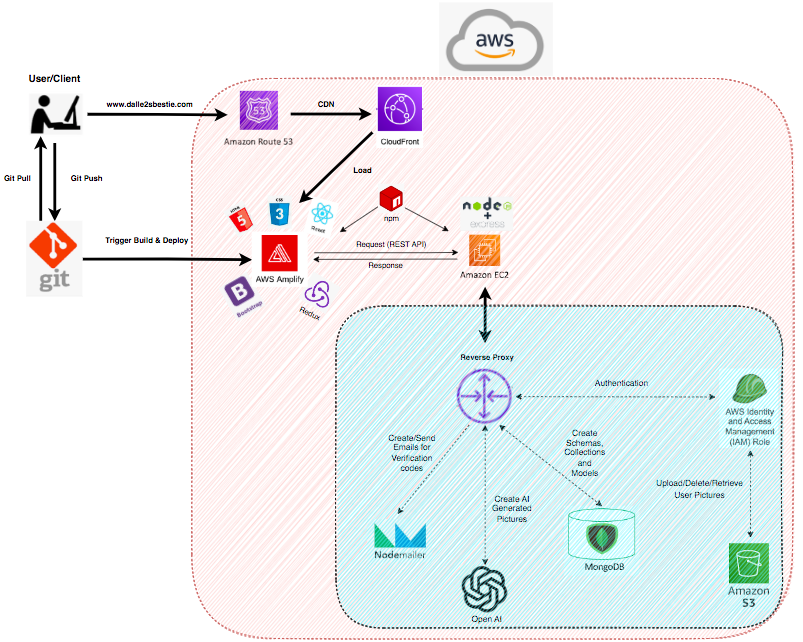 aws
User/Client
www.dalle2sbestie.com
53
Amazon Route 53
CDN
CloudFront
Load
Git Pull
Git Push
HTML
5
CSS
3
React
npm
node
JS
+
express
Trigger Build & Deploy
Request (REST API)
Response
git
AWS Amplify
Amazon EC2
Bootstrap
Redux
Reverse Proxy
Authentication
AWS Identity
and Access
Management
(IAM) Role
Create/Send
Emails for
Verification
codes
Create
Schemas,
Collections
and
Models
Create AI
Generated
Pictures
Upload/Delete/Retrieve
User Pictures
Nodemailer
MongoDB
Amazon
S3
Open AI